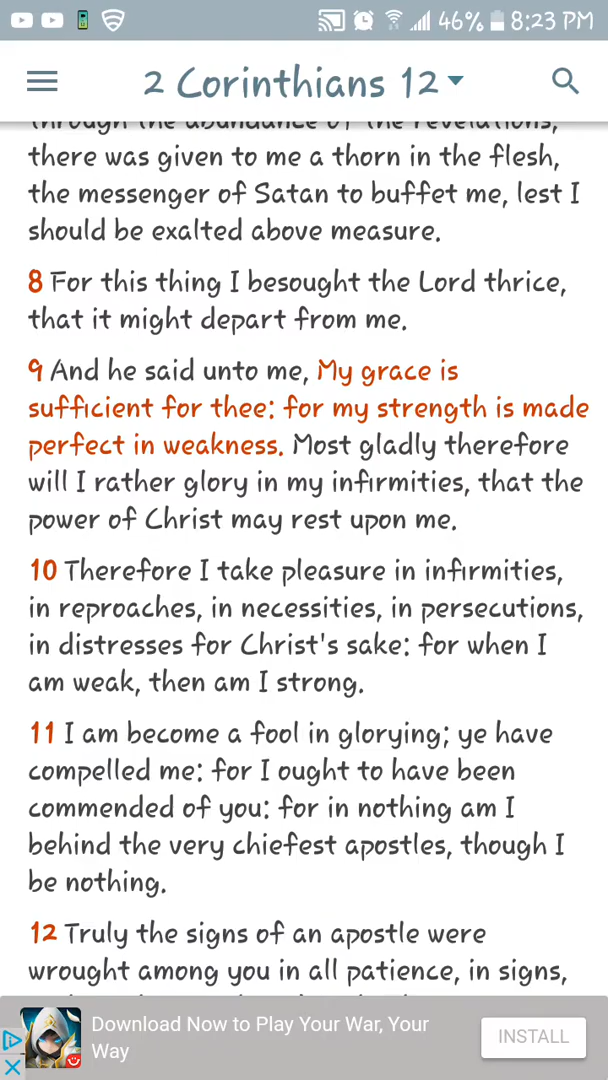 46% 8:23 PM
2 Corinthians 12
through the abundance of the revelations,
there was given to me a thorn in the flesh,
the messenger of Satan to buffet me, lest I
should be exalted above measure.
8 For this thing I besought the Lord thrice,
that it might depart from me.
9 And he said unto me, My grace is
sufficient for thee: for my strength is made
perfect in weakness. Most gladly therefore
will I rather glory in my infirmities, that the
power of Christ may rest upon me.
10 Therefore I take pleasure in infirmities,
in reproaches, in necessities, in persecutions,
in distresses for Christ's sake: for when I
am weak, then am I strong.
11 I am become a fool in glorying; ye have
compelled me: for I ought to have been
commended of you: for in nothing am I
behind the very chiefest apostles, though I
be nothing.
12 Truly the signs of an apostle were
wrought among you in all patience, in signs,
Download Now to Play Your War, Your
Way
INSTALL